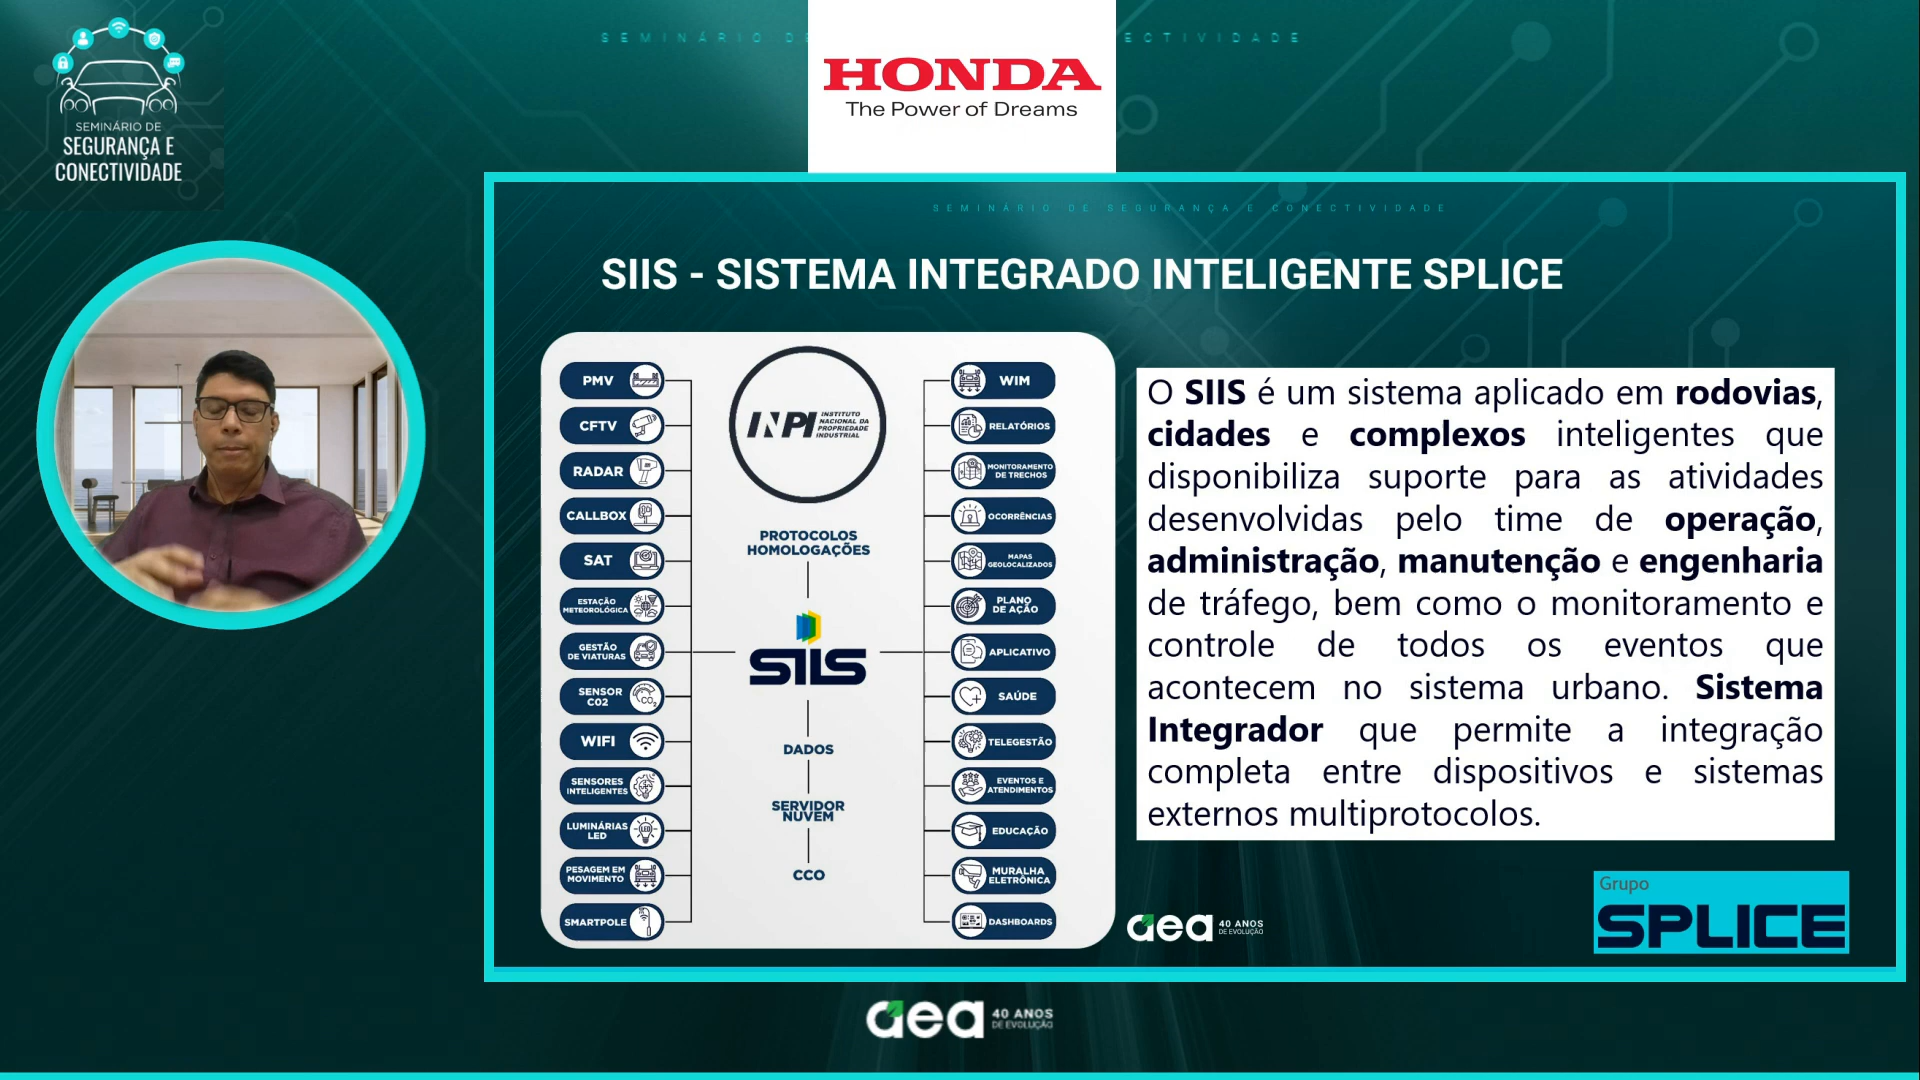 SEMINÁRIO DE
SEGURANÇA E
CONECTIVIDADE
SEMINÁRIO DE
ECTIVIDADE
HONDA
The Power of Dreams
SEMINÁRIO DE SEGURANÇA E CONECTIVIDADE
SIIS - SISTEMA INTEGRADO INTELIGENTE SPLICE
PMV
CFTV
RADAR
CALLBOX
SAT
ESTAÇÃO
METEOROLÓGICA
GESTÃO
DE VIATURAS
SENSOR
C02
CO2
WIFI
SENSORES
INTELIGENTES
LUMINÁRIAS
LED
LED
PESAGEM EM
MOVIMENTO
SMARTPOLE
INPI
INSTITUTO
NACIONAL DA
PROPRIEDADE
INDUSTRIAL
PROTOCOLOS
HOMOLOGAÇÕES
SIIS
DADOS
SERVIDOR
NUVEM
CCO
WIM
RELATÓRIOS
MONITORAMENTO
DE TRECHOS
OCORRÊNCIAS
MAPAS
GEOLOCALIZADOS
PLANO
DE AÇÃO
APLICATIVO
SAÚDE
TELEGESTÃO
EVENTOS E
ATENDIMENTOS
EDUCAÇÃO
MURALHA
ELETRÔNICA
DASHBOARDS
O SIIS é um sistema aplicado em rodovias,
cidades e complexos inteligentes que
disponibiliza suporte para as atividades
desenvolvidas pelo time de operação,
administração, manutenção e engenharia
de tráfego, bem como o monitoramento e
controle de todos os eventos que
acontecem no sistema urbano. Sistema
Integrador que permite a integração
completa entre dispositivos e sistemas
externos multiprotocolos.
aea
40 ANOS
DE EVOLUÇÃO
Grupo
SPLICE
aea
40 ANOS
DE EVOLUÇÃO